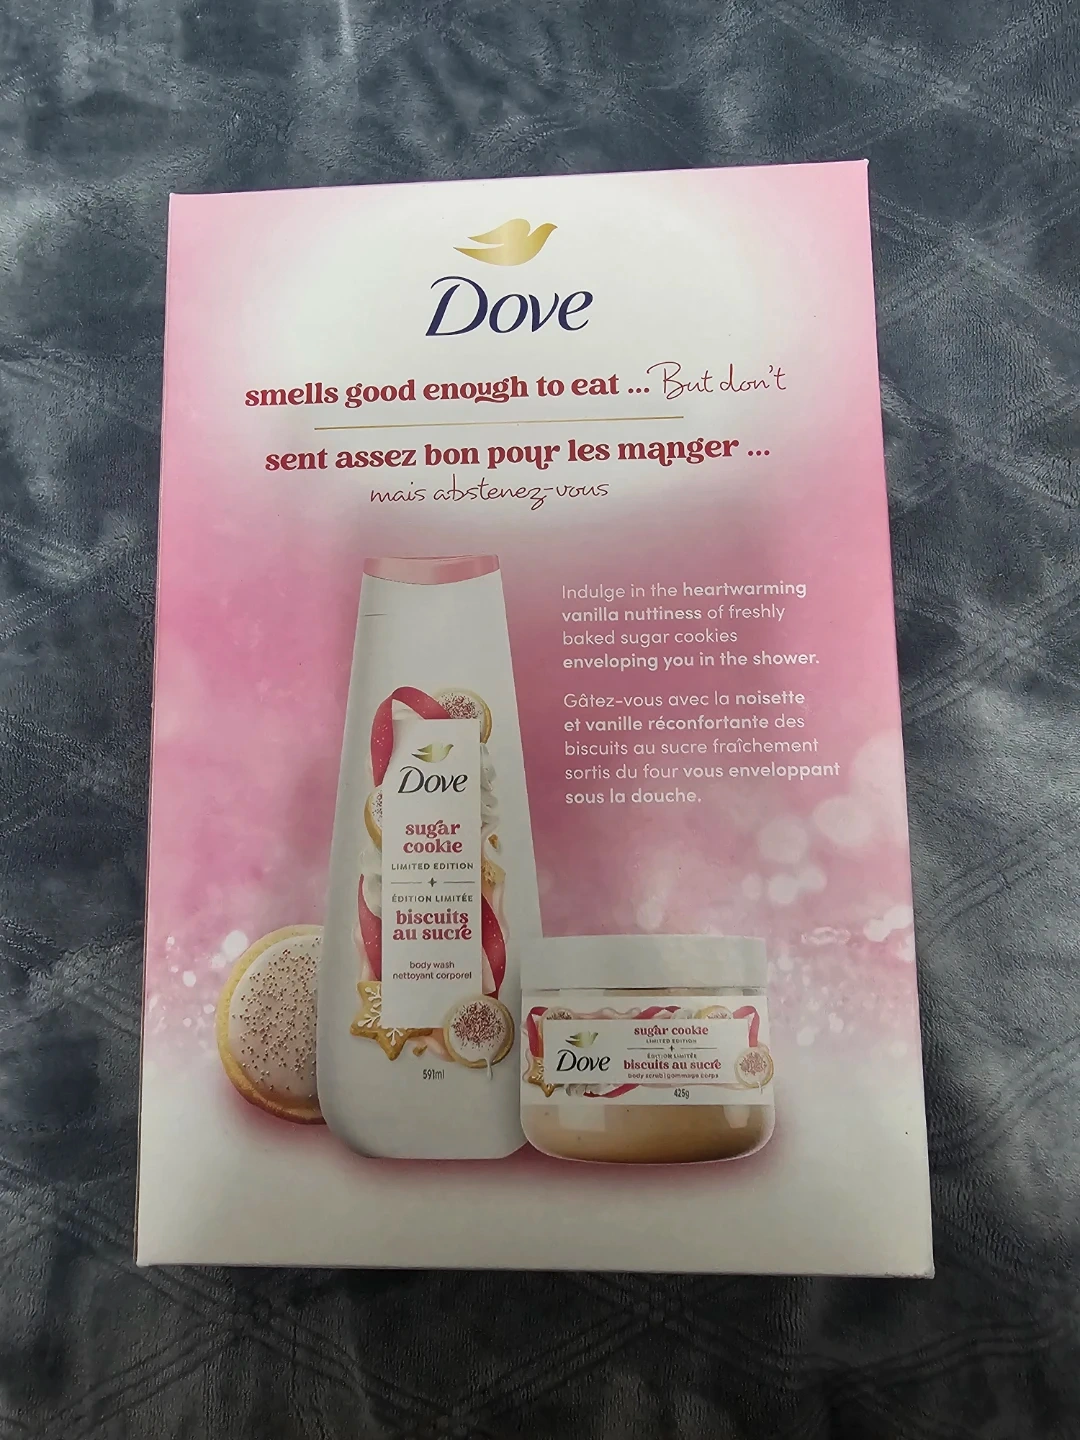 Dove
smells good enough to eat ... But don't
sent assez bon pour les manger ...
mais abstenez-vous
Indulge in the heartwarming
vanilla nuttiness of freshly
baked sugar cookies
enveloping you in the shower.
Gâtez-vous avec la noisette
et vanille réconfortante des
biscuits au sucre fraîchement
sortis du four vous enveloppant
sous la douche.
Dove
sugar
cookie
LIMITED EDITION
+
ÉDITION LIMITÉE
biscuits
au sucre
body wash
nettoyant corporel
591ml
Dove
sugar cookie
LIMITED EDITION
+
ÉDITION LIMITÉE
biscuits au sucre
body scrub | gommage corps
425g